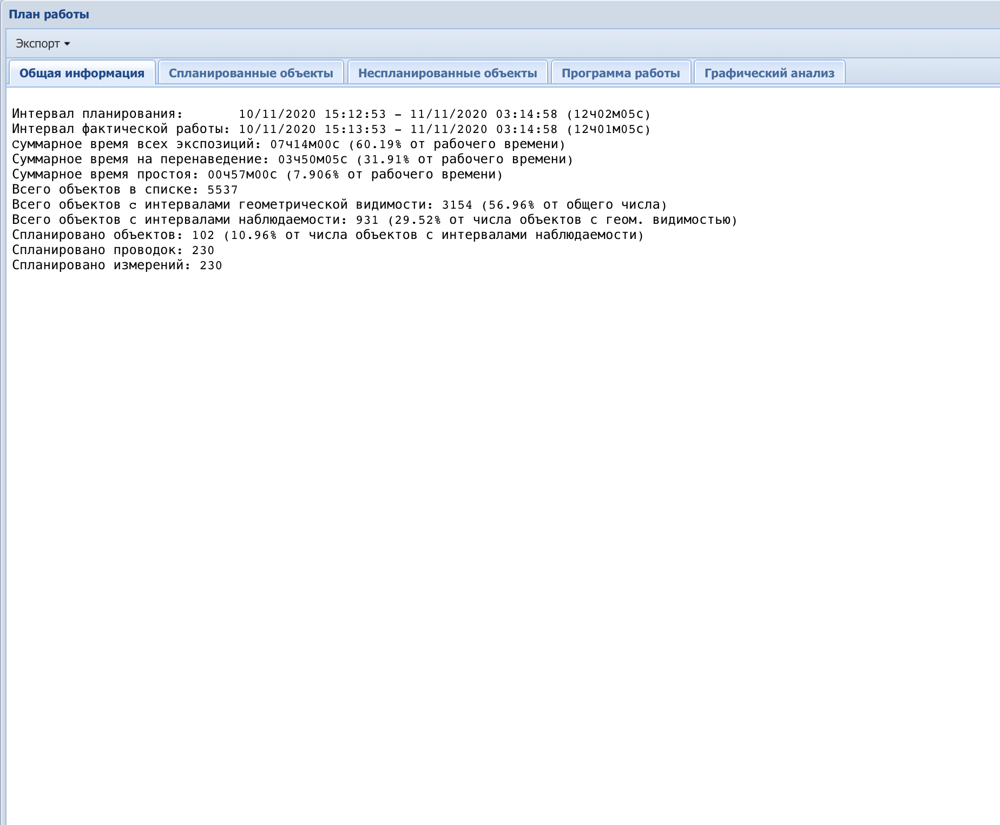 План работы
Экспорт
Общая информация Спланированные объекты Неспланированные объекты Программа работы Графический анализ
Интервал планирования: 10/11/2020 15:12:53 – 11/11/2020 03:14:58 (12ч02м05с)
Интервал фактической работы: 10/11/2020 15:13:53 – 11/11/2020 03:14:58 (12ч01м05с)
Суммарное время всех экспозиций: 07ч14м00с (60.19% от рабочего времени)
Суммарное время на перенаведение: 03ч50м05с (31.91% от рабочего времени)
Суммарное время простоя: 00ч57м00с (7.906% от рабочего времени)
Всего объектов в списке: 5537
Всего объектов с интервалами геометрической видимости: 3154 (56.96% от общего числа)
Всего объектов с интервалами наблюдаемости: 931 (29.52% от числа объектов с геом. видимостью)
Спланировано объектов: 102 (10.96% от числа объектов с интервалами наблюдаемости)
Спланировано проводок: 230
Спланировано измерений: 230